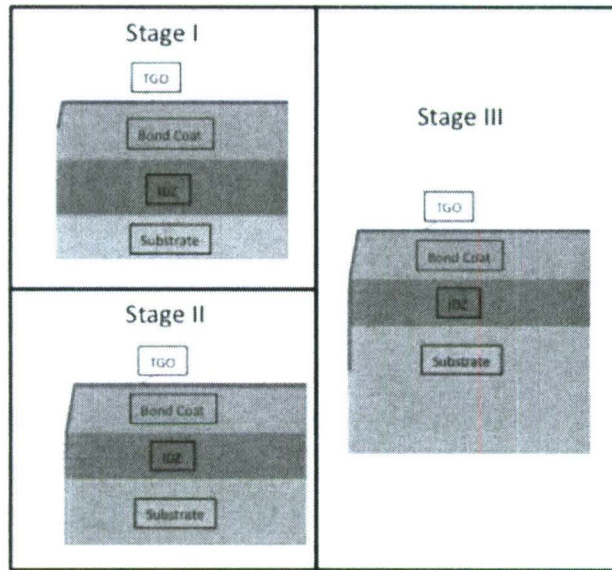 Stage I
TGO
Bond Coat
IDZ
Substrate
Stage II
TGO
Bond Coat
IDZ
Substrate
Stage III
TGO
Bond Coat
IDZ
Substrate